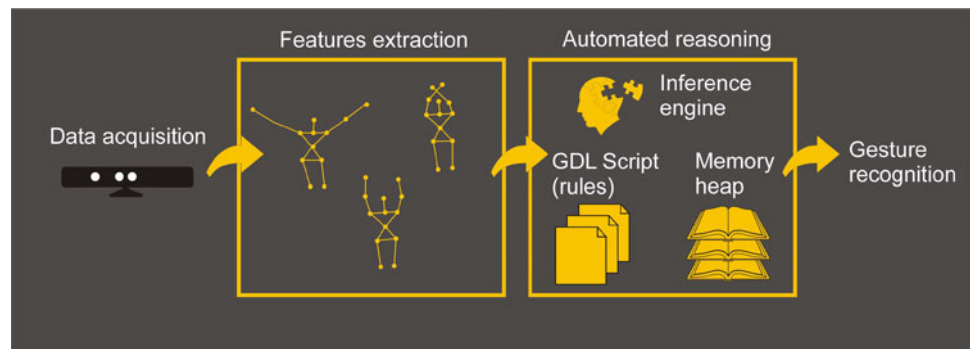 Features extraction
Automated reasoning
Data acquisition
Inference
engine
GDL Script
(rules)
Memory
heap
Gesture
recognition